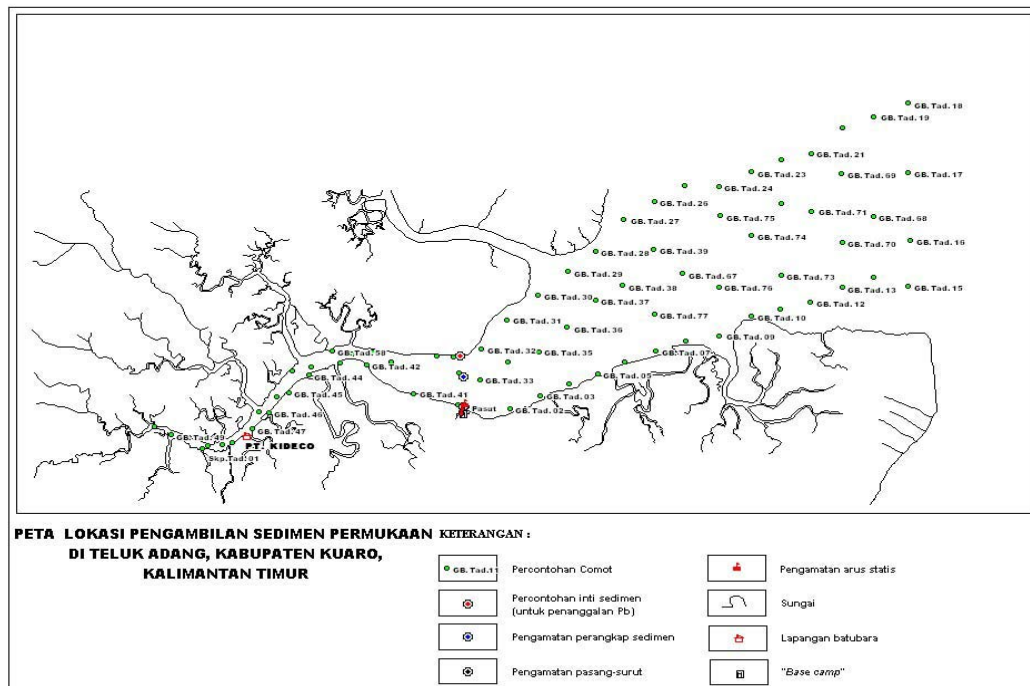 GB. Tad. 18
GB. Tad. 19
GB. Tad. 21
GB. Tad. 23
GB. Tad. 69
GB. Tad. 17
GB. Tad. 24
GB. Tad. 26
GB. Tad. 27
GB. Tad. 75
GB. Tad. 71
GB. Tad. 68
GB. Tad. 74
GB. Tad. 70
GB. Tad. 16
GB. Tad. 28
GB. Tad. 39
GB. Tad. 29
GB. Tad. 67
GB. Tad. 73
GB. Tad. 38
GB. Tad. 76
GB. Tad. 13
GB. Tad. 15
GB. Tad. 30
GB. Tad. 37
GB. Tad. 12
GB. Tad. 31
GB. Tad. 77
GB. Tad. 10
GB. Tad. 36
GB. Tad. 09
GB. Tad. 58
GB. Tad. 32
GB. Tad. 35
GB. Tad. 07
GB. Tad. 42
GB. Tad. 44
GB. Tad. 33
GB. Tad. 05
GB. Tad. 45
GB. Tad. 41
GB. Tad. 03
GB. Tad. 46
Pasut
GB. Tad. 02
GB. Tad. 47
GB. Tad. 49
PT. KIDECO
Skp. Tad. 01
PETA LOKASI PENGAMBILAN SEDIMEN PERMUKAAN
DI TELUK ADANG, KABUPATEN KUARO,
KALIMANTAN TIMUR
KETERANGAN :
GB. Tad.11
Percontohan Comot
Percontohan inti sedimen
(untuk penanggalan Pb)
Pengamatan perangkap sedimen
Pengamatan pasang-surut
Pengamatan arus statis
Sungai
Lapangan batubara
"Base camp"